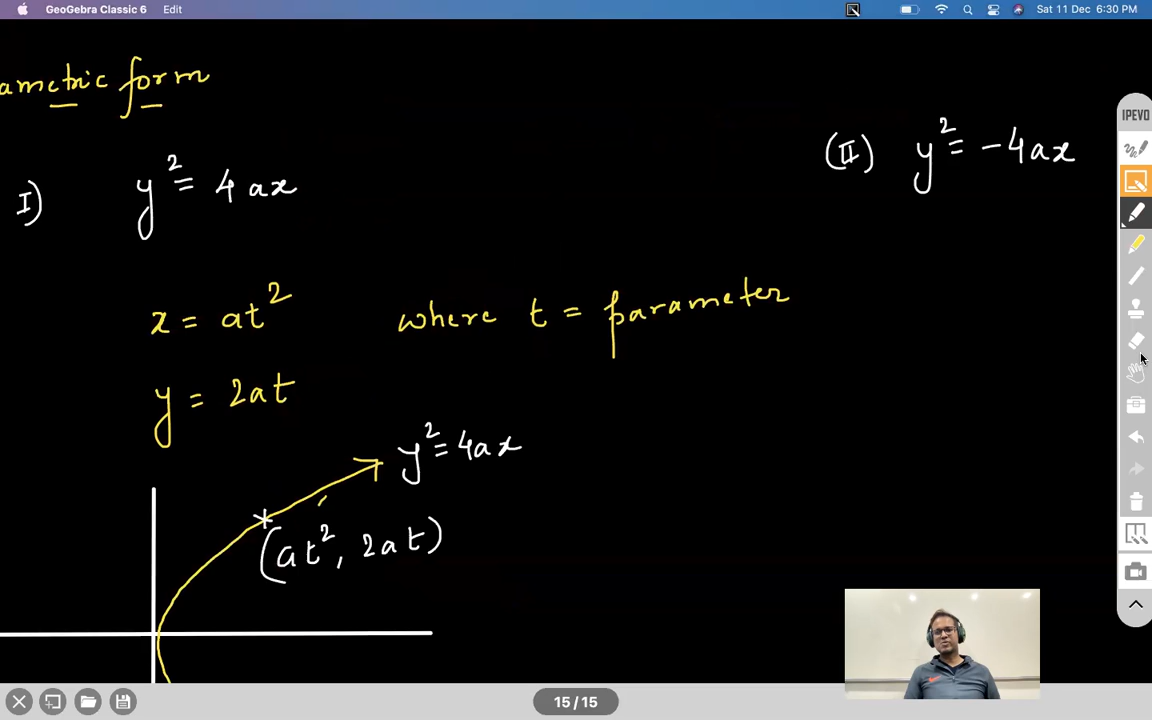 GeoGebra Classic 6 Edit Sat 11 Dec 6:30 PM
ametric form
I) y² = 4ax
(II) y² = -4ax
x = at² where t = parameter
y = 2at
y² = 4ax
(at², 2at)
IPEVO
15/15